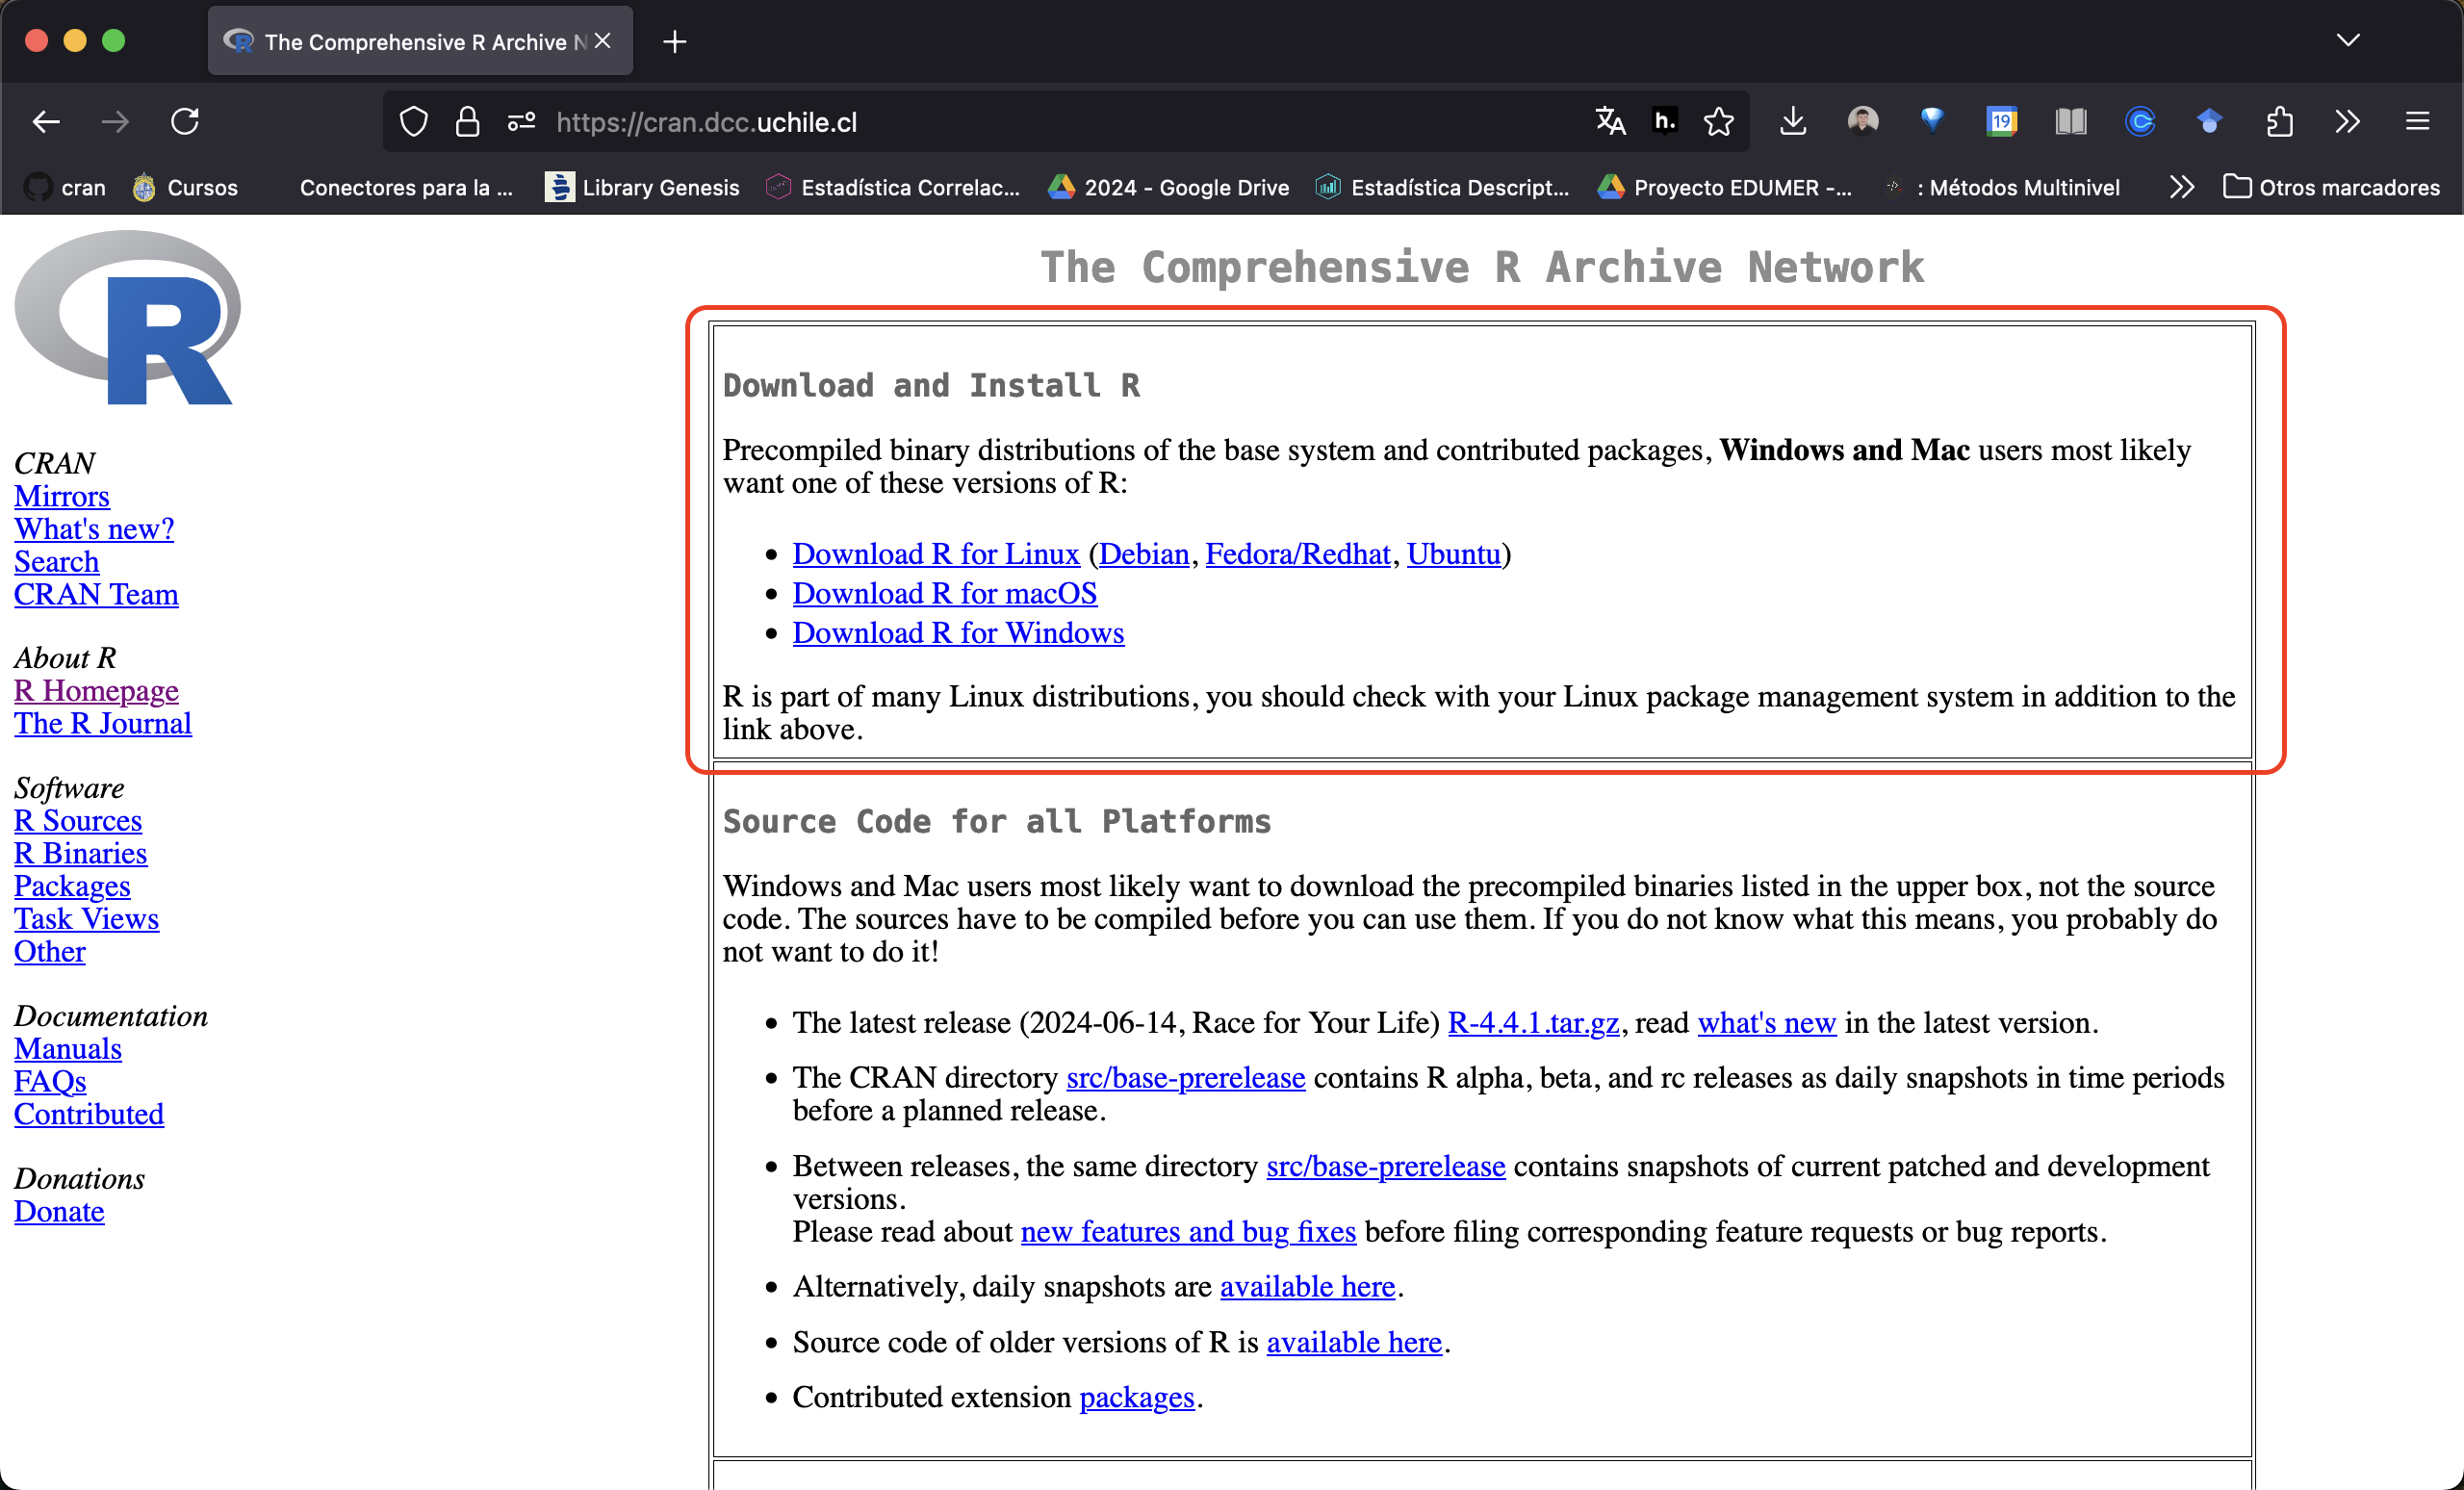 The Comprehensive R Archive N
https://cran.dcc.uchile.cl
h.
19
cran
Cursos
Conectores para la ...
Library Genesis
Estadística Correlac...
2024 - Google Drive
Estadística Descript...
Proyecto EDUMER -...
: Métodos Multinivel
Otros marcadores
R
CRAN
Mirrors
What's new?
Search
CRAN Team
About R
R Homepage
The R Journal
Software
R Sources
R Binaries
Packages
Task Views
Other
Documentation
Manuals
FAQs
Contributed
Donations
Donate
The Comprehensive R Archive Network
Download and Install R
Precompiled binary distributions of the base system and contributed packages, Windows and Mac users most likely
want one of these versions of R:
• Download R for Linux (Debian, Fedora/Redhat, Ubuntu)
• Download R for macOS
• Download R for Windows
R is part of many Linux distributions, you should check with your Linux package management system in addition to the
link above.
Source Code for all Platforms
Windows and Mac users most likely want to download the precompiled binaries listed in the upper box, not the source
code. The sources have to be compiled before you can use them. If you do not know what this means, you probably do
not want to do it!
• The latest release (2024-06-14, Race for Your Life) R-4.4.1.tar.gz, read what's new in the latest version.
• The CRAN directory src/base-prerelease contains R alpha, beta, and rc releases as daily snapshots in time periods
before a planned release.
• Between releases, the same directory src/base-prerelease contains snapshots of current patched and development
versions.
Please read about new features and bug fixes before filing corresponding feature requests or bug reports.
• Alternatively, daily snapshots are available here.
• Source code of older versions of R is available here.
• Contributed extension packages.